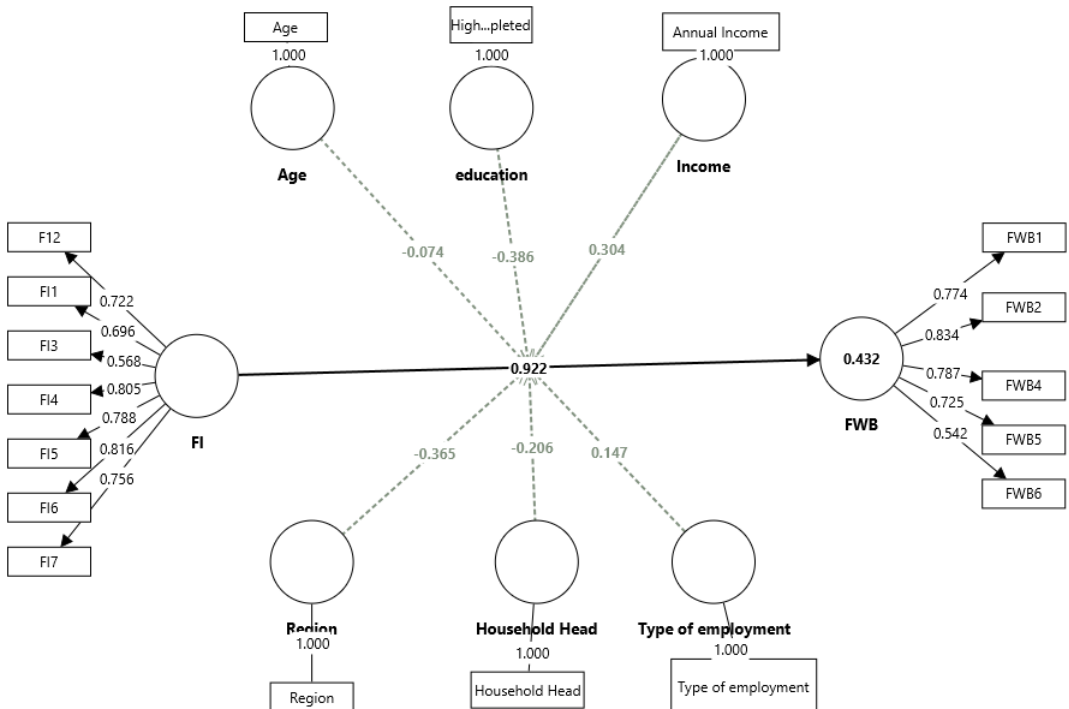 Age
High...pleted
Annual Income
1.000
1.000
1.000
Age
education
Income
-0.074
-0.386
0.304
F12
FI1
FI3
FI4
FI5
FI6
FI7
0.722
0.696
0.568
0.805
0.788
0.816
0.756
FI
0.922
0.432
FWB
0.774
0.834
0.787
0.725
0.542
FWB1
FWB2
FWB4
FWB5
FWB6
-0.365
-0.206
0.147
Region
Household Head
Type of employment
1.000
1.000
1.000
Region
Household Head
Type of employment